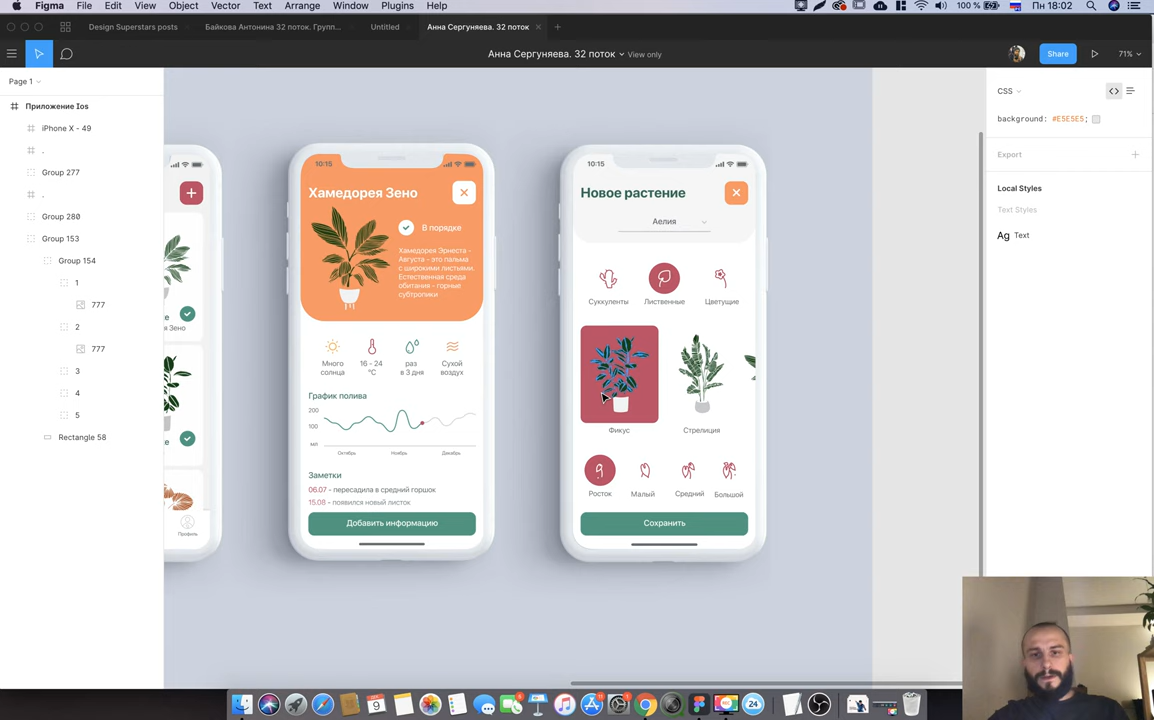 Figma File Edit View Object Vector Text Arrange Window Plugins Help 100 % Пн 18:02
Design Superstars posts Байкова Антонина 32 поток. Групп... Untitled Анна Сергуняева. 32 поток
Анна Сергуняева. 32 поток View only Share 71%
Page 1
Приложение Ios
iPhone X - 49
.
Group 277
.
Group 280
Group 153
Group 154
1
777
2
777
3
4
5
Rectangle 58
я Зено
Профиль
10:15
Хамедорея Зено
В порядке
Хамедорея Эрнеста -
Августа - это пальма
с широкими листьями.
Естественная среда
обитания - горные
субтропики
Много
солнца
16 - 24
°C
раз
в 3 дня
Сухой
воздух
График полива
200
100
мл
Октябрь Ноябрь Декабрь
Заметки
06.07 - пересадила в средний горшок
15.08 - появился новый листок
Добавить информацию
10:15
Новое растение
Аелия
Суккуленты Лиственные Цветущие
Фикус Стрелиция
Росток Малый Средний Большой
Сохранить
CSS
background: #E5E5E5;
Export
Local Styles
Text Styles
Ag Text
9
24